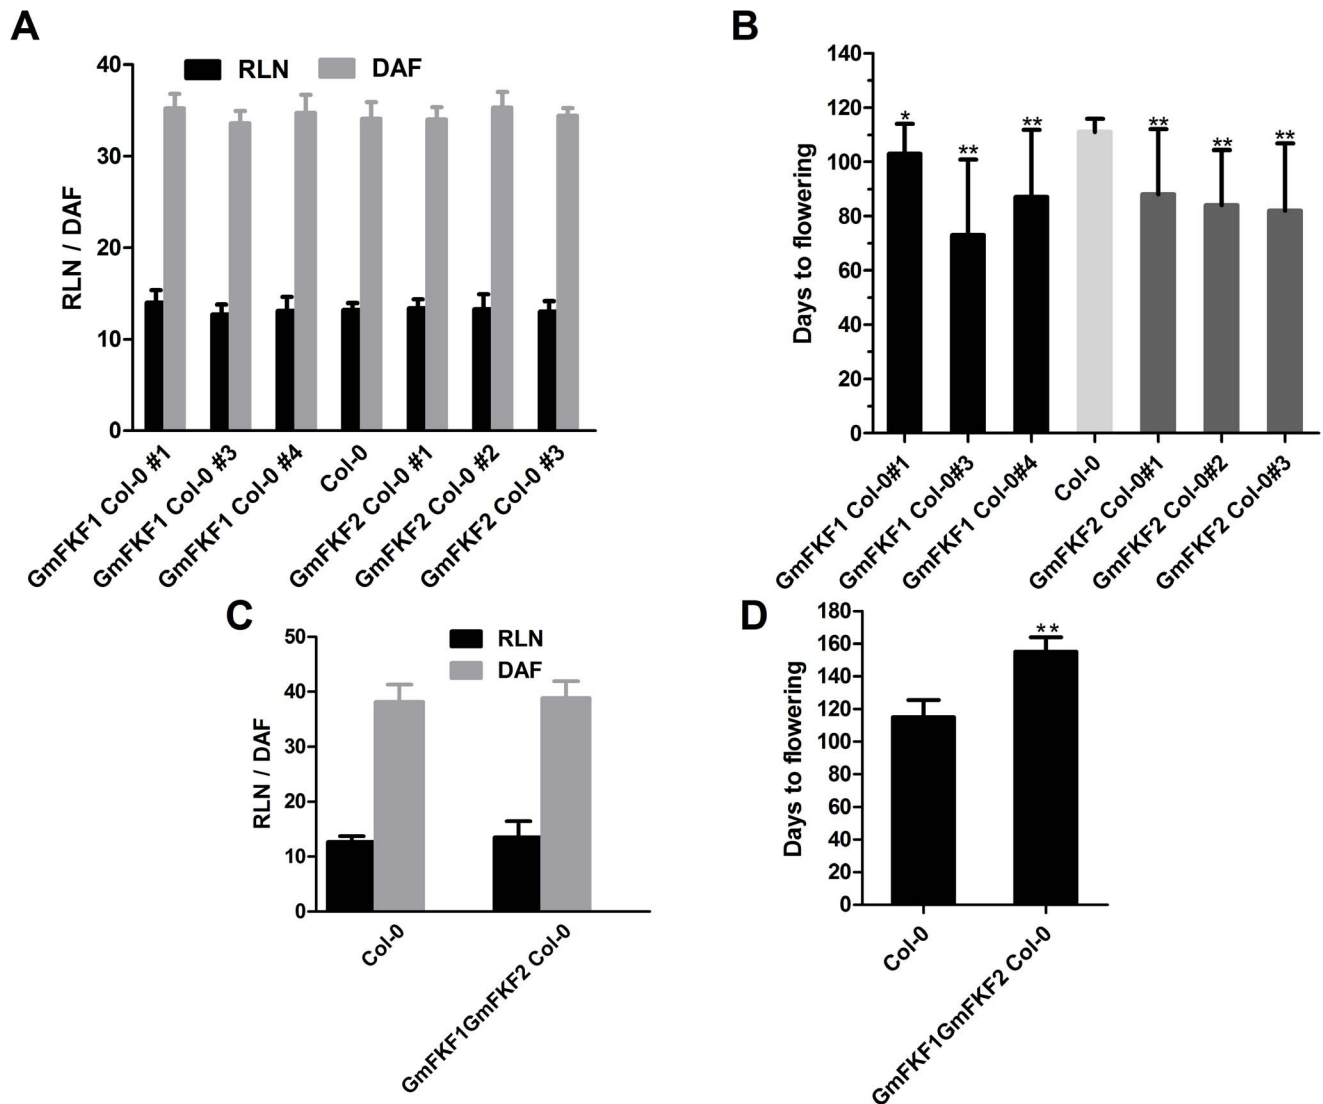 A
RLN DAF
RLN / DAF
40
30
20
10
0
GmFKF1 Col-0 #1
GmFKF1 Col-0 #3
GmFKF1 Col-0 #4
Col-0
GmFKF2 Col-0 #1
GmFKF2 Col-0 #2
GmFKF2 Col-0 #3
B
Days to flowering
140
120
100
80
60
40
20
0
*
**
**
**
**
**
GmFKF1 Col-0#1
GmFKF1 Col-0#3
GmFKF1 Col-0#4
Col-0
GmFKF2 Col-0#1
GmFKF2 Col-0#2
GmFKF2 Col-0#3
C
RLN
DAF
RLN / DAF
50
40
30
20
10
0
Col-0
GmFKF1GmFKF2 Col-0
D
Days to flowering
180
160
140
120
100
80
60
40
20
0
**
Col-0
GmFKF1GmFKF2 Col-0